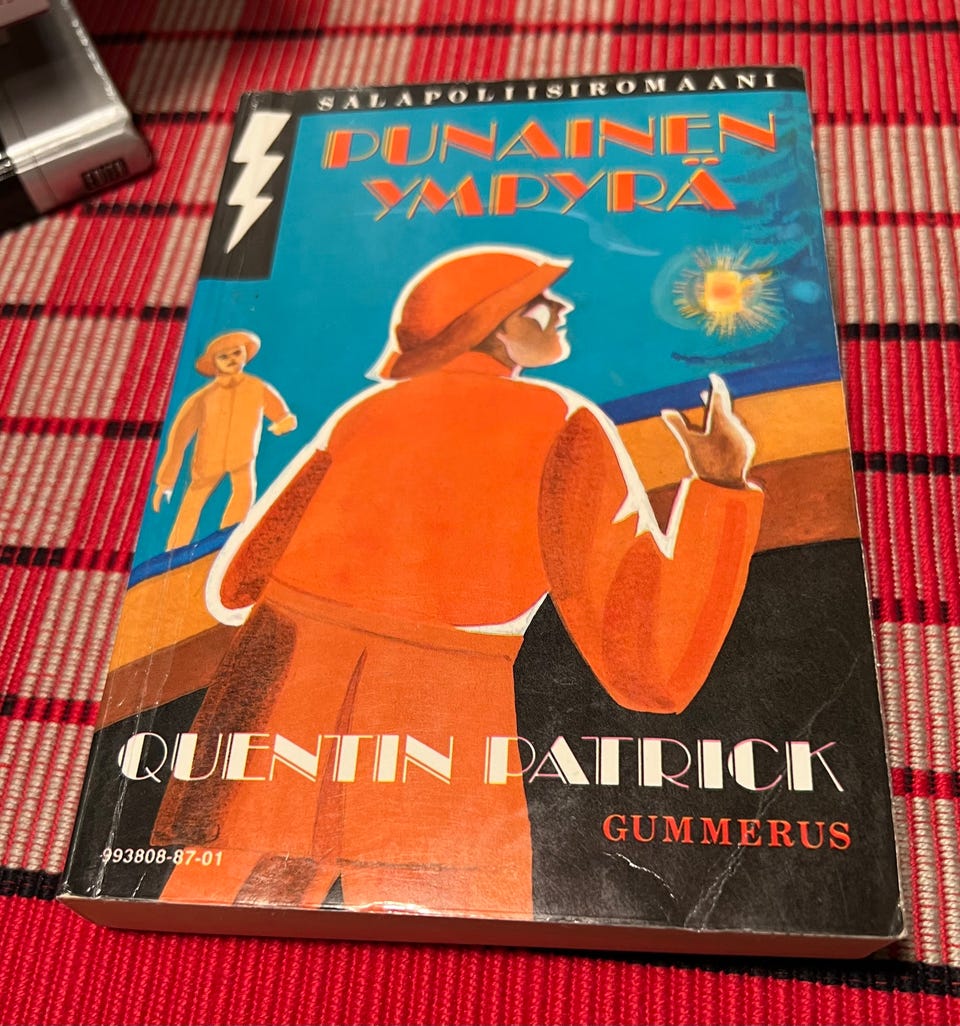 SALAPOLIISIROMAANI
PUNAINEN
YMPYRÄ
QUENTIN PATRICK
GUMMERUS
993808-87-01